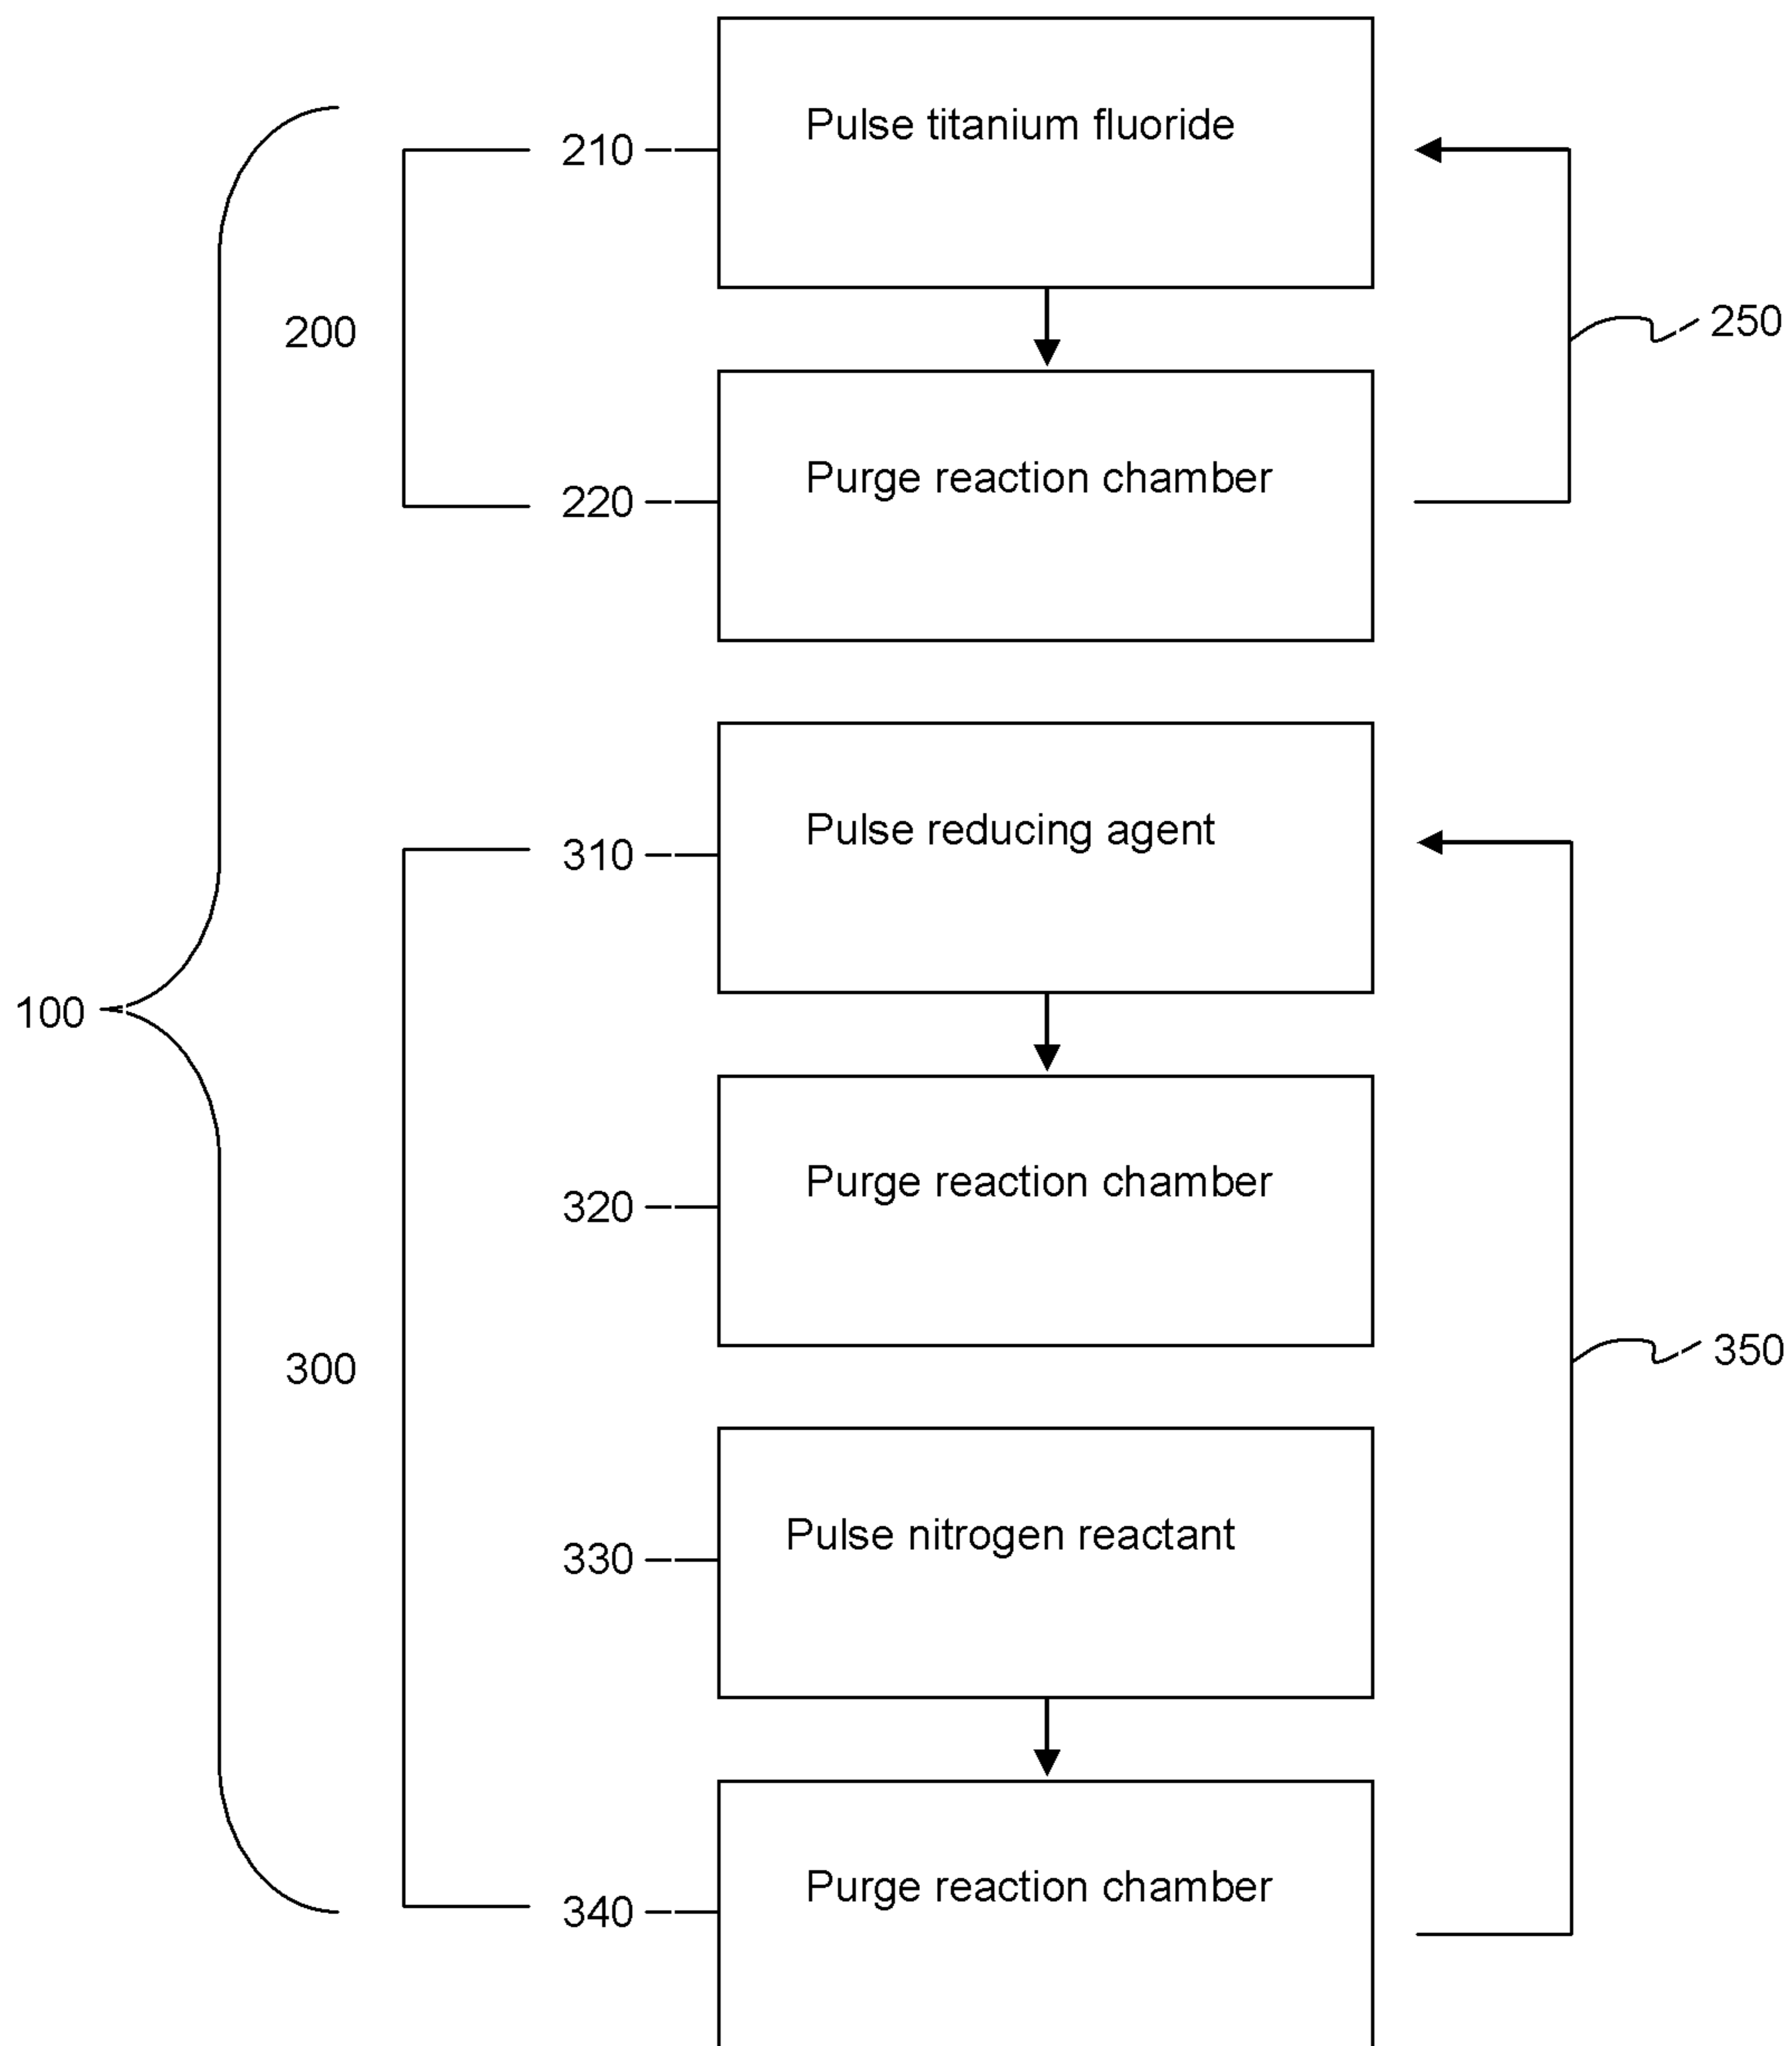 Pulse titanium fluoride
210
200
250
Purge reaction chamber
220
Pulse reducing agent
310
100
Purge reaction chamber
320
300
350
Pulse nitrogen reactant
330
Purge reaction chamber
340